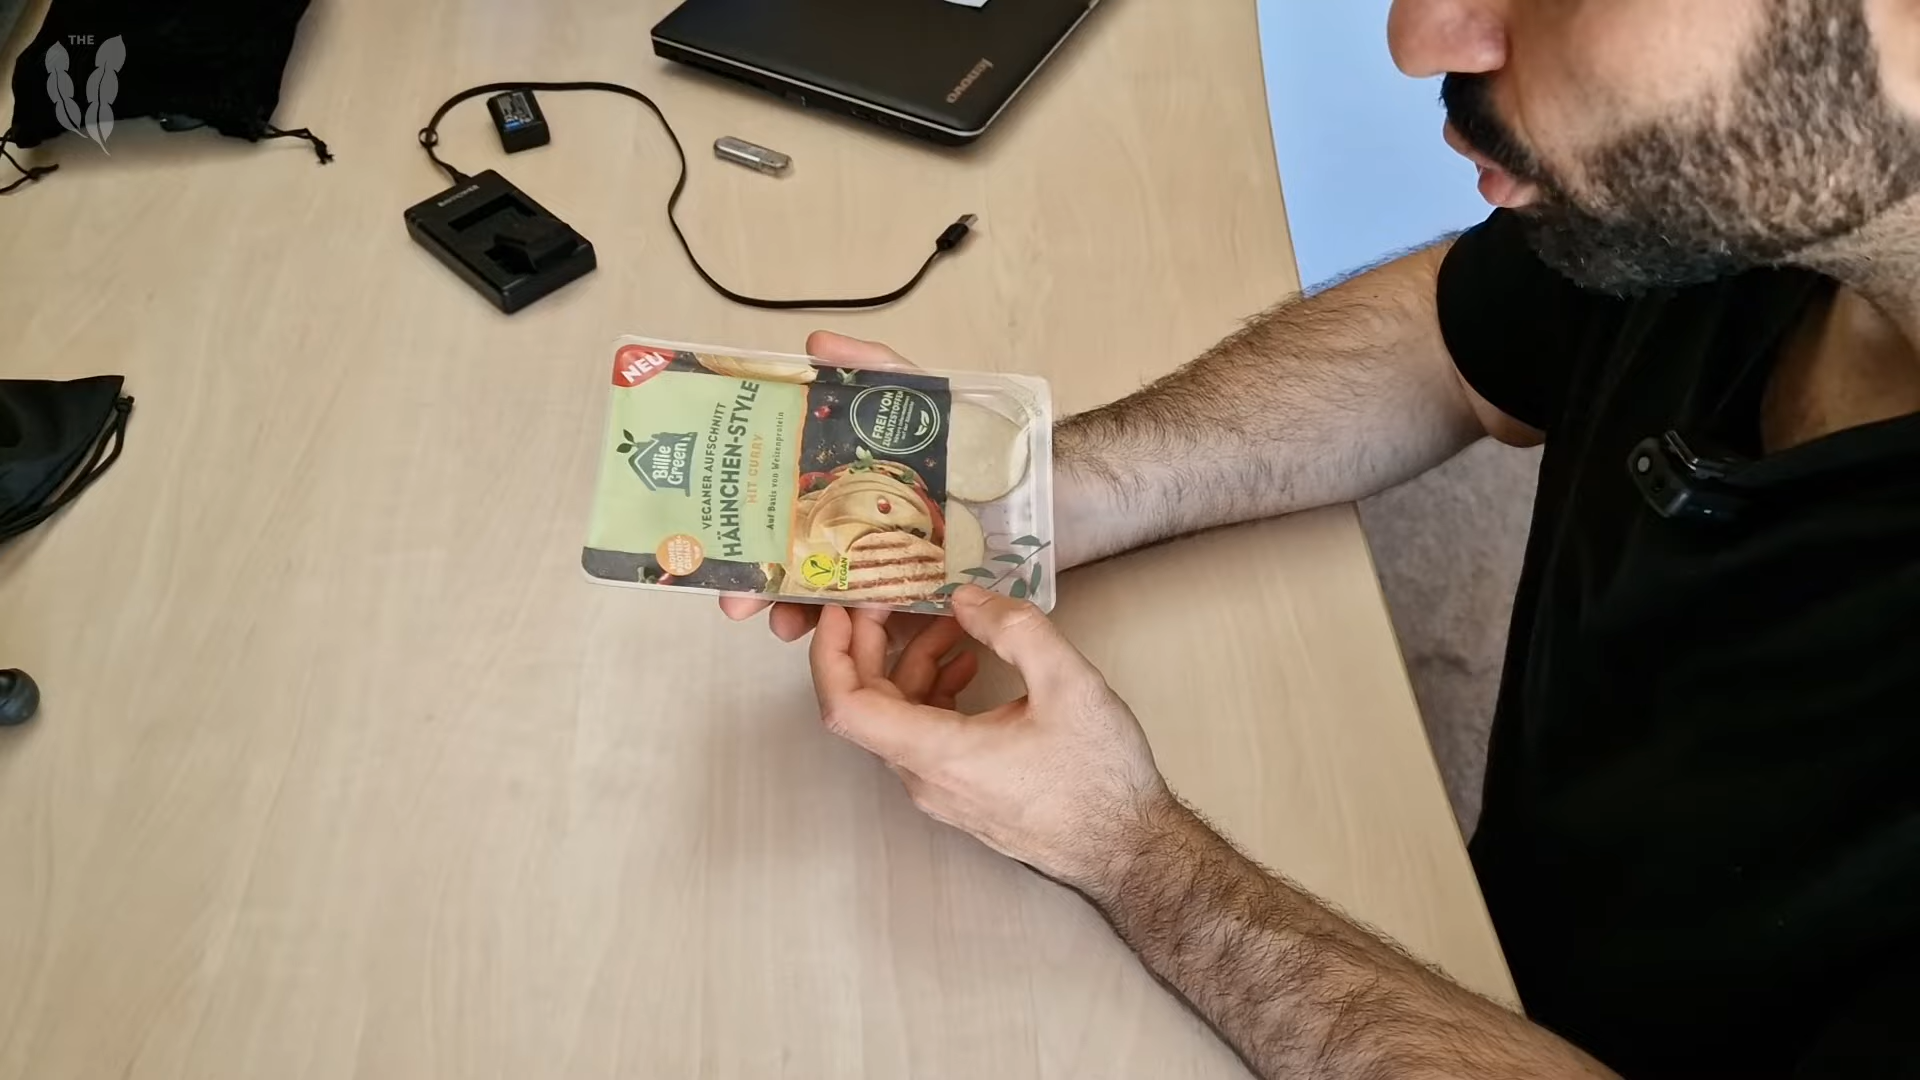 THE
lenovo
NEU
Billie
Green
VEGANER AUFSCHNITT
HÄHNCHEN-STYLE
MIT CURRY
Auf Basis von Weizenprotein
FREI VON
ZUSATZSTOFFEN
VEGAN